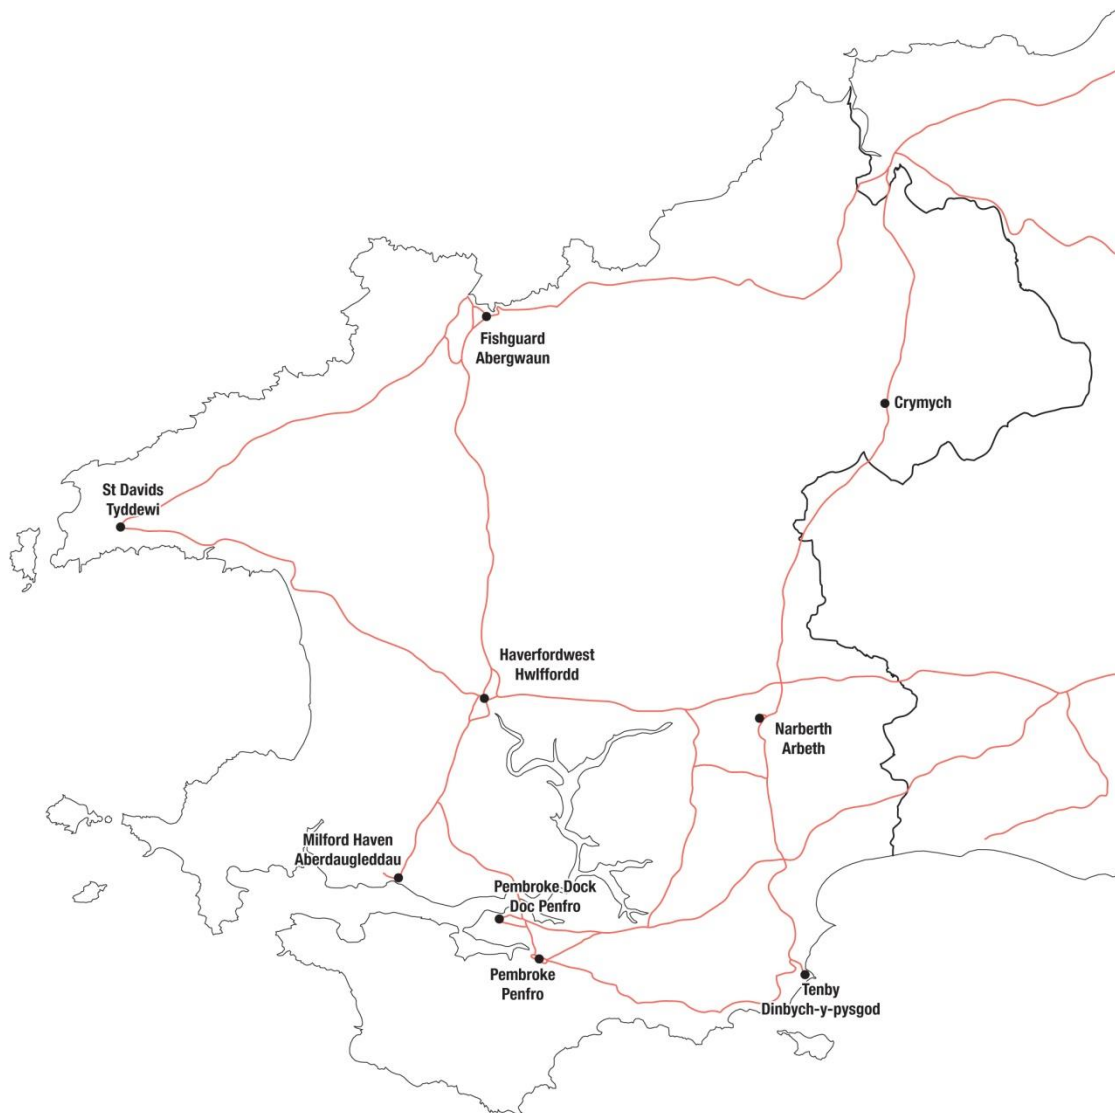 Fishguard
Abergwaun
Crymych
St Davids
Tyddewi
Haverfordwest
Hwlffordd
Narberth
Arbeth
Milford Haven
Aberdaugleddau
Pembroke Dock
Doc Penfro
Pembroke
Penfro
Tenby
Dinbych-y-pysgod